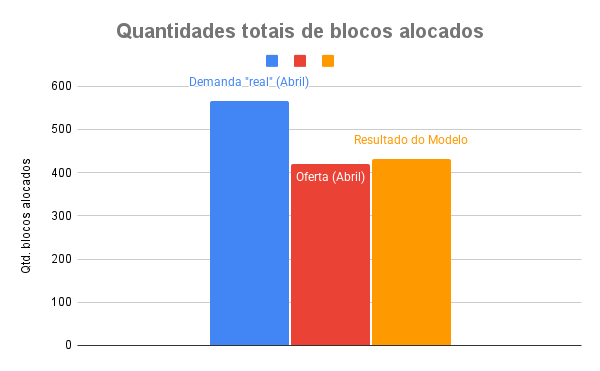 Quantidades totais de blocos alocados
Demanda "real" (Abril)
Resultado do Modelo
Oferta (Abril)
Qtd. blocos alocados
600
500
400
300
200
100
0